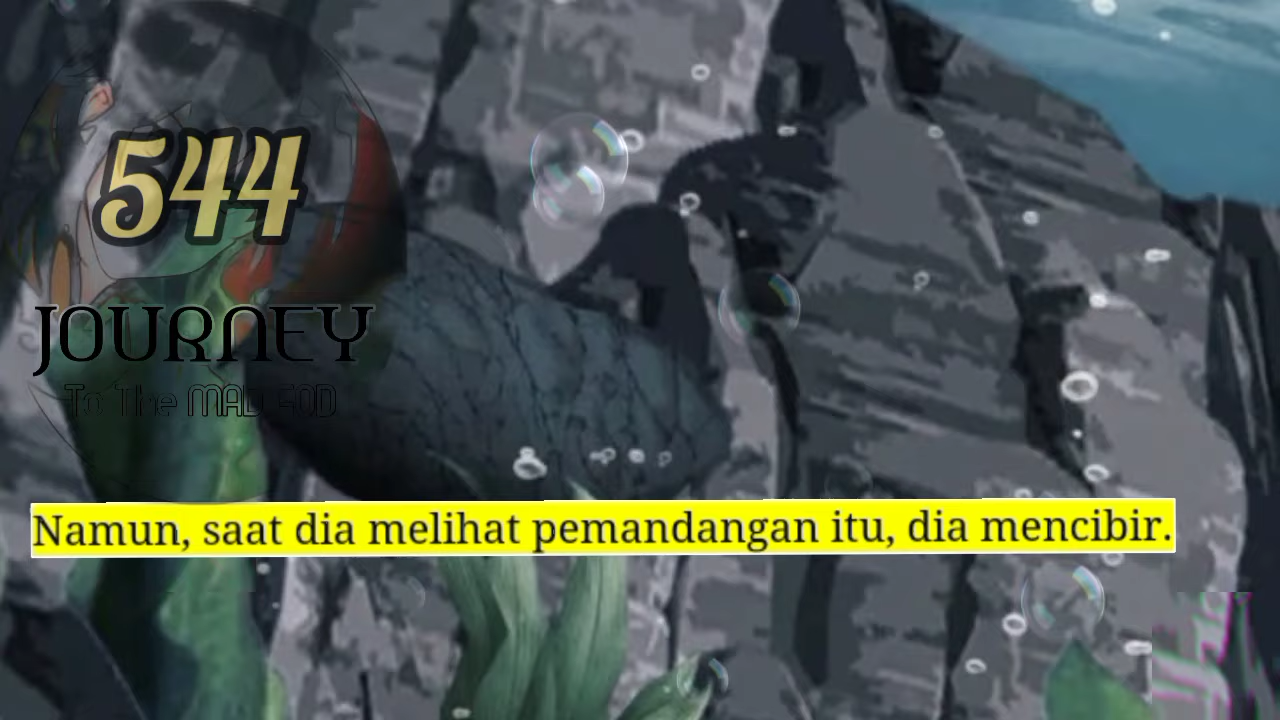 544
JOURNEY
To The MAD GOD
Namun, saat dia melihat pemandangan itu, dia mencibir.